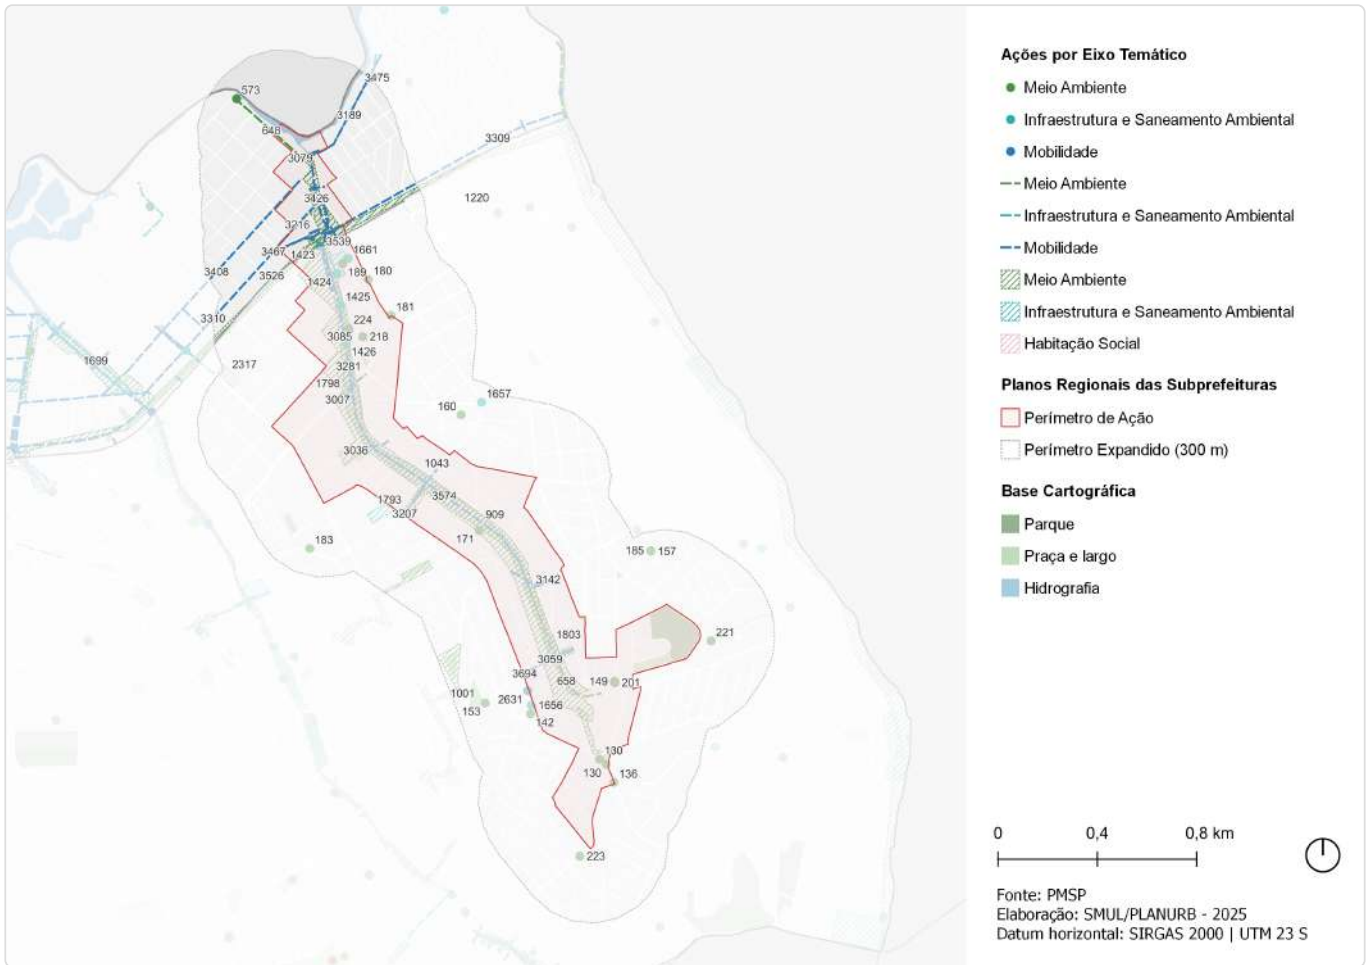 573
3475
648
3189
3079
3309
3426
1220
3216
3539
3467
1423
1661
3408
3526
1424
189
180
1425
3310
224
181
3085
218
1426
1699
2317
3281
1798
3007
160
1657
3036
1043
1793
3574
3207
909
171
183
185
157
3142
1803
221
3059
3694
658
149
201
1001
2631
153
1656
142
130
130
136
223
Ações por Eixo Temático
Meio Ambiente
Infraestrutura e Saneamento Ambiental
Mobilidade
Meio Ambiente
Infraestrutura e Saneamento Ambiental
Mobilidade
Meio Ambiente
Infraestrutura e Saneamento Ambiental
Habitação Social
Planos Regionais das Subprefeituras
Perímetro de Ação
Perímetro Expandido (300 m)
Base Cartográfica
Parque
Praça e largo
Hidrografia
0 0,4 0,8 km
Fonte: PMSP
Elaboração: SMUL/PLANURB - 2025
Datum horizontal: SIRGAS 2000 | UTM 23 S